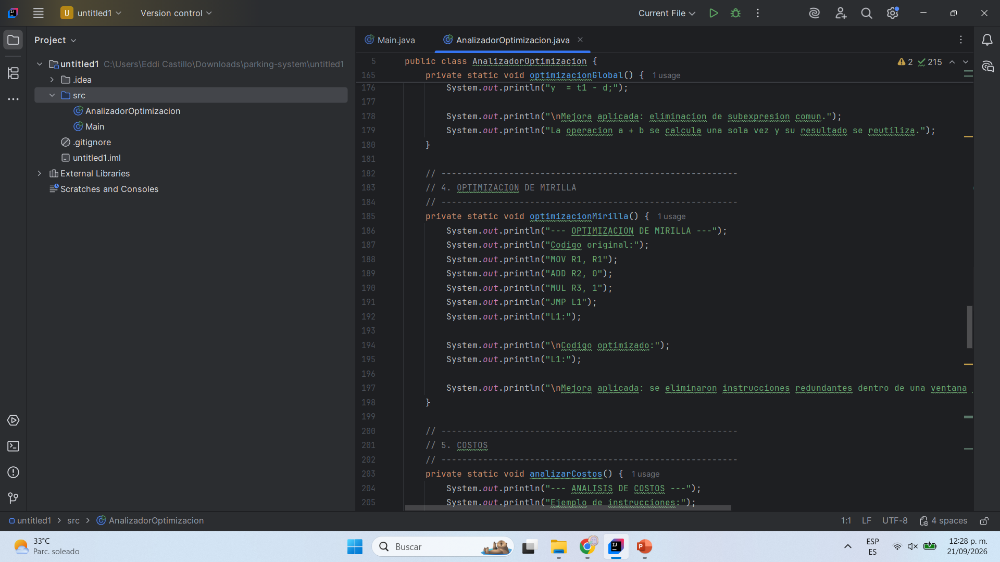 U untitled1 Version control Current File
Project
Main.java AnalizadorOptimizacion.java
untitled1 C:\Users\Eddi Castillo\Downloads\parking-system\untitled1
.idea
src
AnalizadorOptimizacion
Main
.gitignore
untitled1.iml
External Libraries
Scratches and Consoles
2 215
5 public class AnalizadorOptimizacion {
165 private static void optimizacionGlobal() { 1 usage
176 System.out.println("y  = t1 - d;");
177
178 System.out.println("\nMejora aplicada: eliminacion de subexpresion comun.");
179 System.out.println("La operacion a + b se calcula una sola vez y su resultado se reutiliza.");
180 }
181
182 // ---------------------------------------------------------
183 // 4. OPTIMIZACION DE MIRILLA
184 // ---------------------------------------------------------
185 private static void optimizacionMirilla() { 1 usage
186 System.out.println("--- OPTIMIZACION DE MIRILLA ---");
187 System.out.println("Codigo original:");
188 System.out.println("MOV R1, R1");
189 System.out.println("ADD R2, 0");
190 System.out.println("MUL R3, 1");
191 System.out.println("JMP L1");
192 System.out.println("L1:");
193
194 System.out.println("\nCodigo optimizado:");
195 System.out.println("L1:");
196
197 System.out.println("\nMejora aplicada: se eliminaron instrucciones redundantes dentro de una ventana
198 }
199
200 // ---------------------------------------------------------
201 // 5. COSTOS
202 // ---------------------------------------------------------
203 private static void analizarCostos() { 1 usage
204 System.out.println("--- ANALISIS DE COSTOS ---");
205 System.out.println("Ejemplo de instrucciones:");
untitled1 > src > AnalizadorOptimizacion 1:1 LF UTF-8 4 spaces
33°C
Parc. soleado
Buscar
ESP
ES
12:28 p. m.
21/09/2026